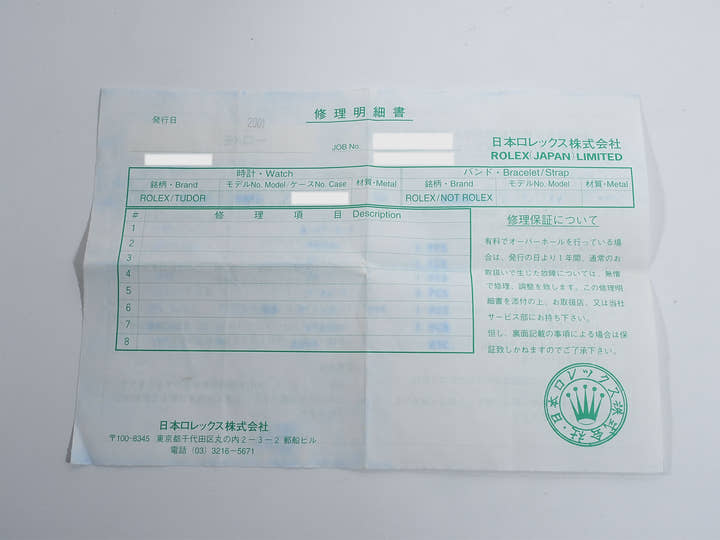 修理明細書
発行日
2001
JOB No.
日本ロレックス株式会社
ROLEX(JAPAN)LIMITED
時計・Watch
バンド・Bracelet/Strap
銘柄・Brand モデルNo. Model/ケースNo. Case 材質・Metal 銘柄・Brand モデルNo. Model 材質・Metal
ROLEX/TUDOR ROLEX/NOT ROLEX
# 修理項目 Description
1
2
3
4
5
6
7
8
修理保証について
有料でオーバーホールを行っている場
合は、発行の日より1年間、通常のお
取扱いで生じた故障については、無償
で修理、調整を致します。この修理明
細書を添付の上、お取扱店、又は当社
サービス部にお持ち下さい。
但し、裏面記載の事項による場合は保
証致しかねますのでご了承下さい。
日本ロレックス株式会社・
日本ロレックス株式会社
〒100-8345 東京都千代田区丸の内2-3-2 郵船ビル
電話 (03) 3216-5671